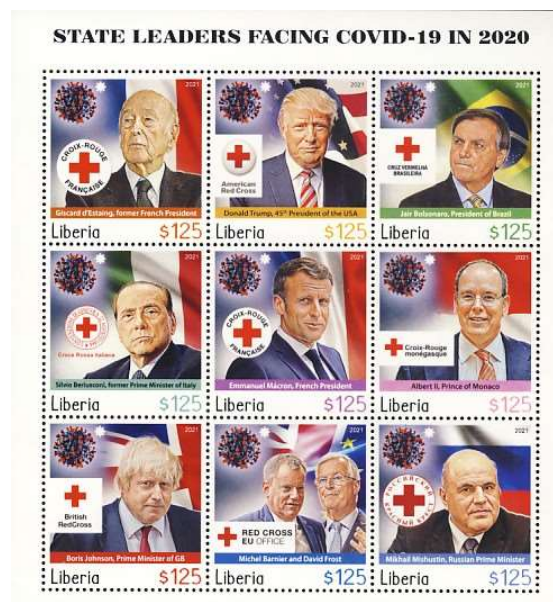 STATE LEADERS FACING COVID-19 IN 2020
2021
CROIX-ROUGE
FRANÇAISE
Giscard d'Estaing, former French President
Liberia $125
2021
American
Red Cross
Donald Trump, 45th President of the USA
Liberia $125
2021
CRUZ VERMELHA
BRASILEIRA
Jair Bolsonaro, President of Brazil
Liberia $125
2021
Croce Rossa Italiana
Silvio Berlusconi, former Prime Minister of Italy
Liberia $125
2021
CROIX-ROUGE
FRANÇAISE
Emmanuel Mácron, French President
Liberia $125
2021
Croix-Rouge
monégasque
Albert II, Prince of Monaco
Liberia $125
2021
British
RedCross
Boris Johnson, Prime Minister of GB
Liberia $125
RED CROSS
EU OFFICE
Michel Barnier and David Frost
Liberia $125
2021
РОССИЙСКИЙ
КРАСНЫЙ КРЕСТ
Mikhail Mishustin, Russian Prime Minister
Liberia $125